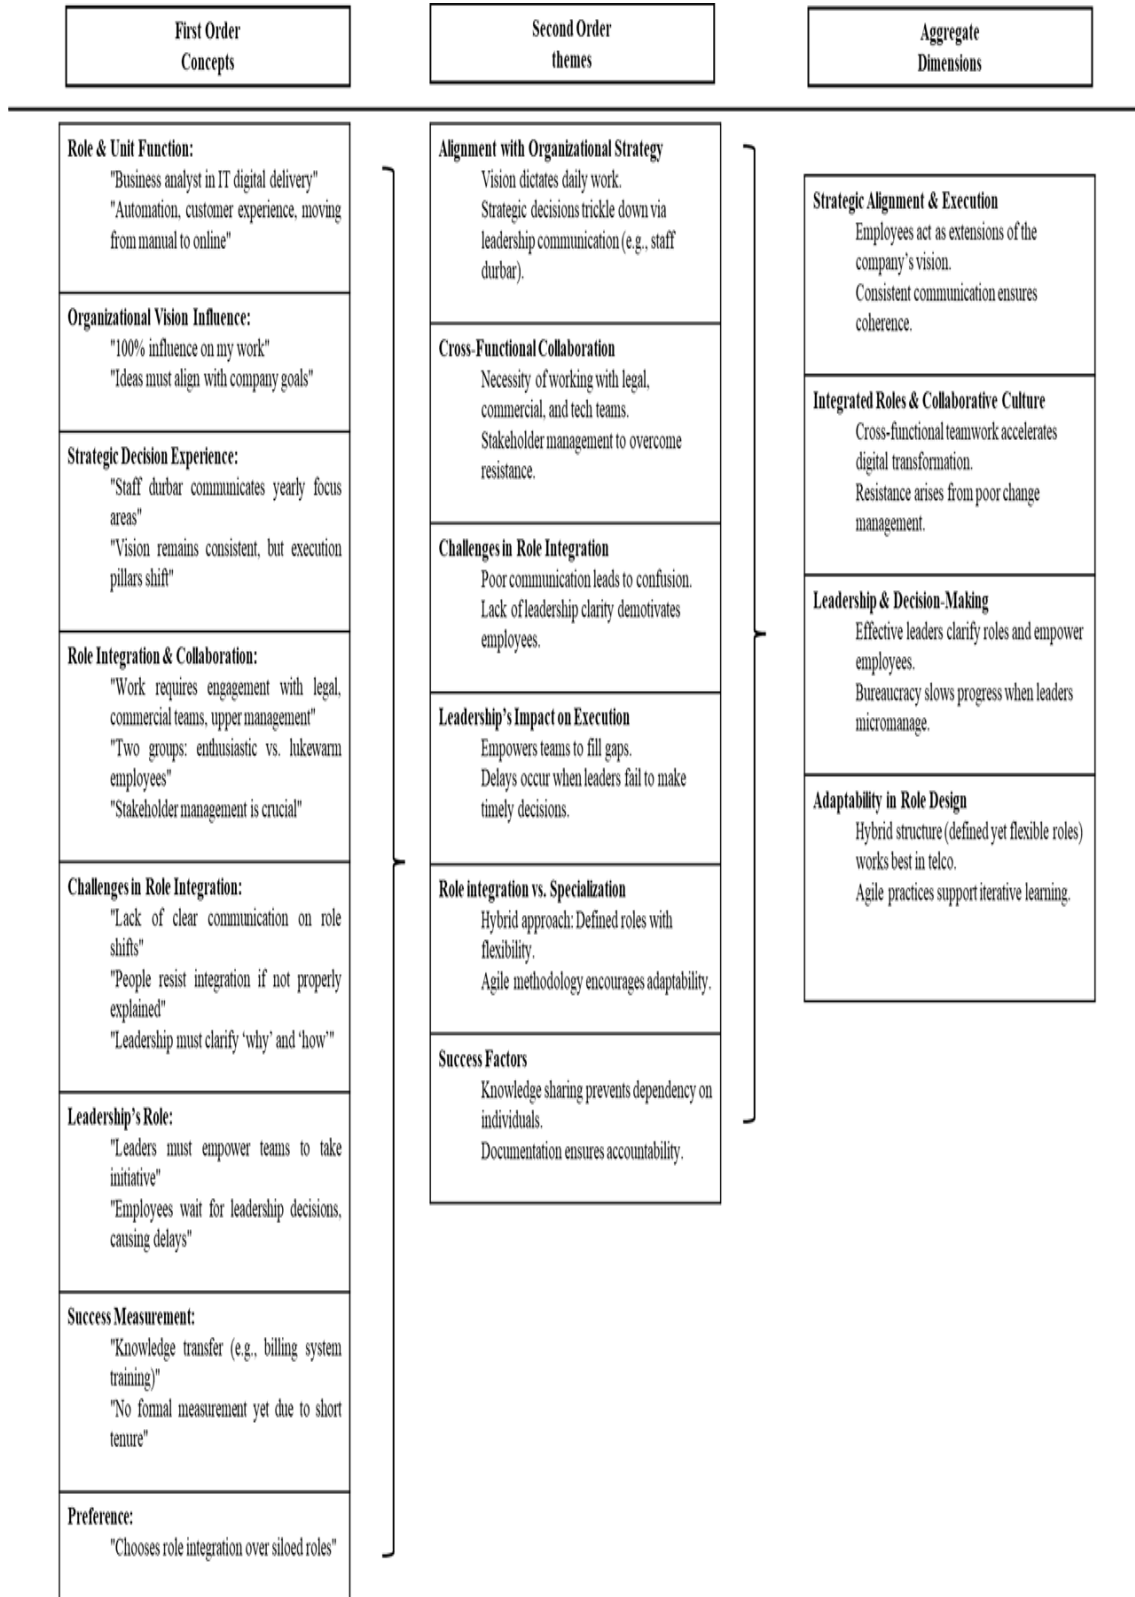 First Order
Concepts
Second Order
themes
Aggregate
Dimensions
Role & Unit Function:
"Business analyst in IT digital delivery"
"Automation, customer experience, moving
from manual to online"
Organizational Vision Influence:
"100% influence on my work"
"Ideas must align with company goals"
Strategic Decision Experience:
"Staff durbar communicates yearly focus
areas"
"Vision remains consistent, but execution
pillars shift"
Role Integration & Collaboration:
"Work requires engagement with legal,
commercial teams, upper management"
"Two groups: enthusiastic vs. lukewarm
employees"
"Stakeholder management is crucial"
Challenges in Role Integration:
"Lack of clear communication on role
shifts"
"People resist integration if not properly
explained"
"Leadership must clarify ‘why’ and ‘how’"
Leadership’s Role:
"Leaders must empower teams to take
initiative"
"Employees wait for leadership decisions,
causing delays"
Success Measurement:
"Knowledge transfer (e.g., billing system
training)"
"No formal measurement yet due to short
tenure"
Preference:
"Chooses role integration over siloed roles"
Alignment with Organizational Strategy
Vision dictates daily work.
Strategic decisions trickle down via
leadership communication (e.g., staff
durbar).
Cross-Functional Collaboration
Necessity of working with legal,
commercial, and tech teams.
Stakeholder management to overcome
resistance.
Challenges in Role Integration
Poor communication leads to confusion.
Lack of leadership clarity demotivates
employees.
Leadership’s Impact on Execution
Empowers teams to fill gaps.
Delays occur when leaders fail to make
timely decisions.
Role integration vs. Specialization
Hybrid approach: Defined roles with
flexibility.
Agile methodology encourages adaptability.
Success Factors
Knowledge sharing prevents dependency on
individuals.
Documentation ensures accountability.
Strategic Alignment & Execution
Employees act as extensions of the
company’s vision.
Consistent communication ensures
coherence.
Integrated Roles & Collaborative Culture
Cross-functional teamwork accelerates
digital transformation.
Resistance arises from poor change
management.
Leadership & Decision-Making
Effective leaders clarify roles and empower
employees.
Bureaucracy slows progress when leaders
micromanage.
Adaptability in Role Design
Hybrid structure (defined yet flexible roles)
works best in telco.
Agile practices support iterative learning.